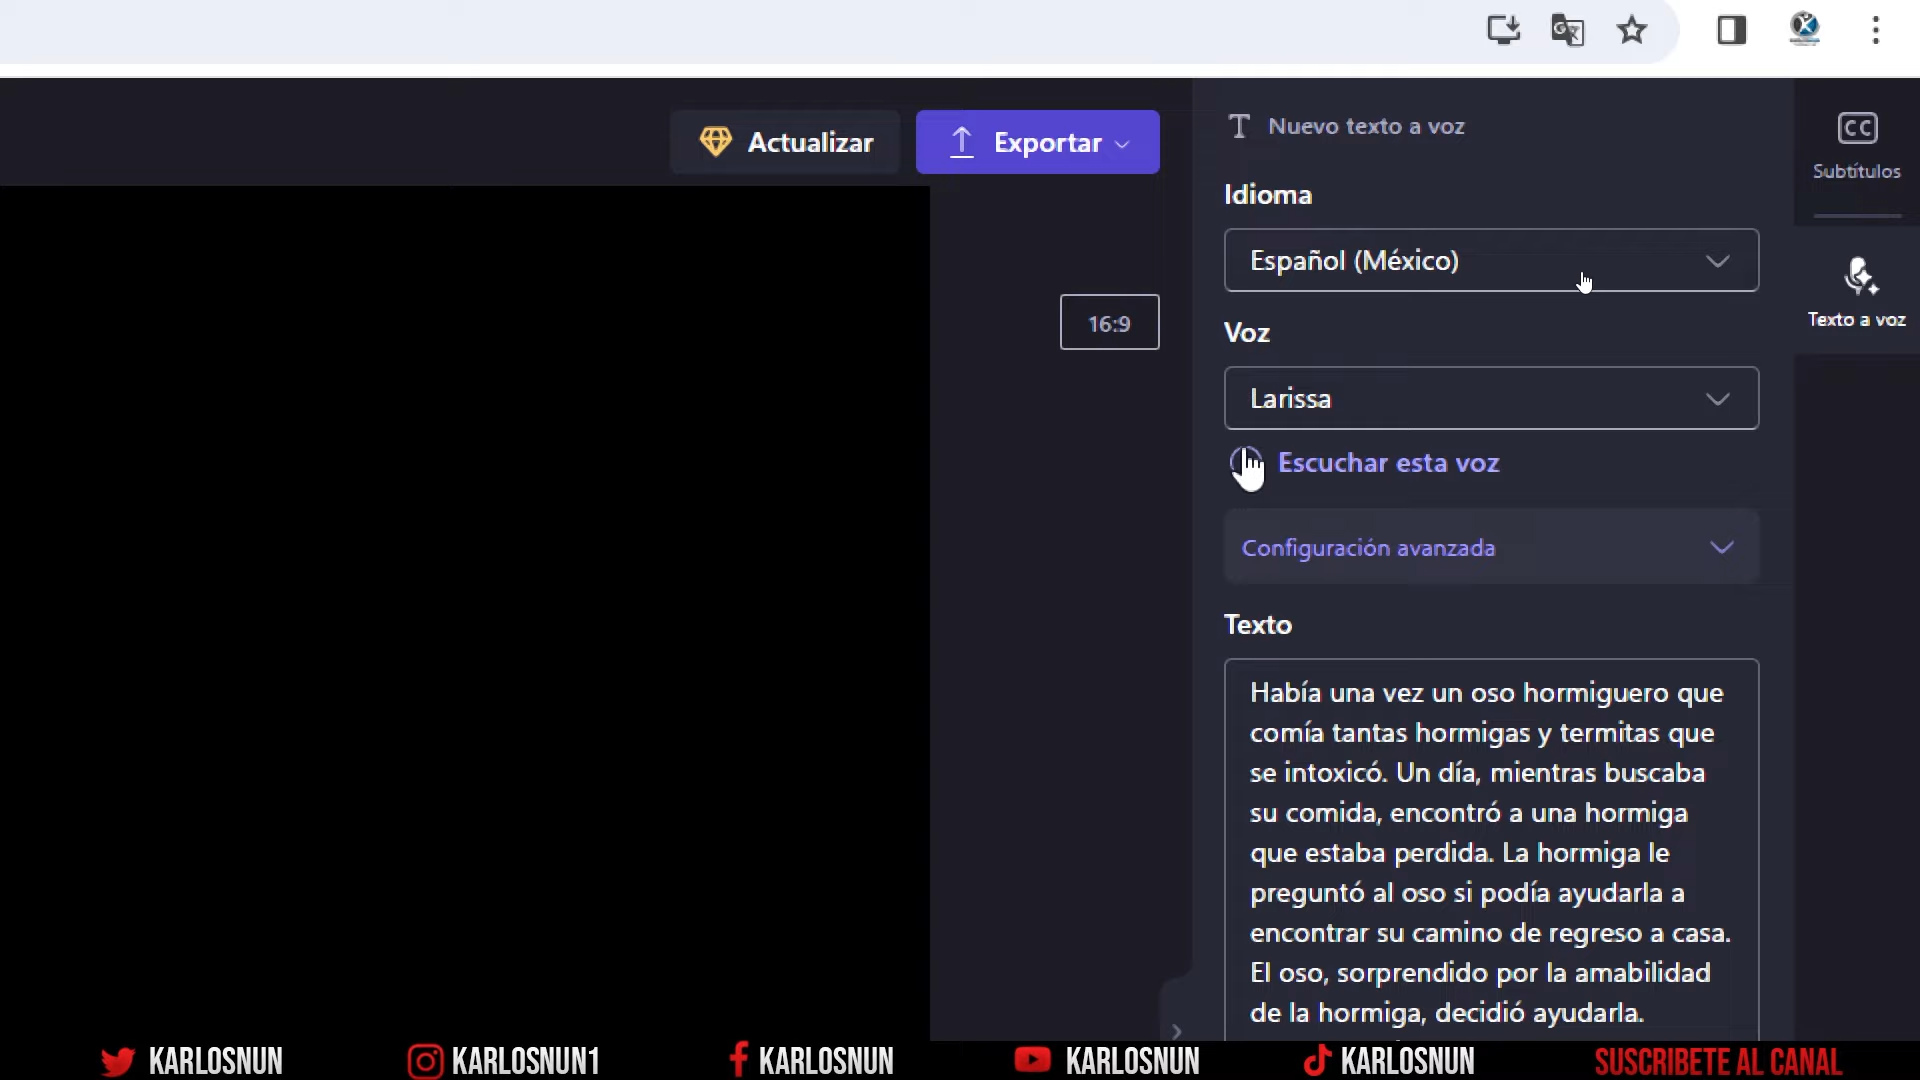 Actualizar
Exportar
16:9
Nuevo texto a voz
Idioma
Español (México)
Voz
Larissa
Escuchar esta voz
Configuración avanzada
Texto
Había una vez un oso hormiguero que
comía tantas hormigas y termitas que
se intoxicó. Un día, mientras buscaba
su comida, encontró a una hormiga
que estaba perdida. La hormiga le
preguntó al oso si podía ayudarla a
encontrar su camino de regreso a casa.
El oso, sorprendido por la amabilidad
de la hormiga, decidió ayudarla.
CC
Subtítulos
Texto a voz
KARLOSNUN KARLOSNUN1 KARLOSNUN KARLOSNUN KARLOSNUN SUSCRIBETE AL CANAL